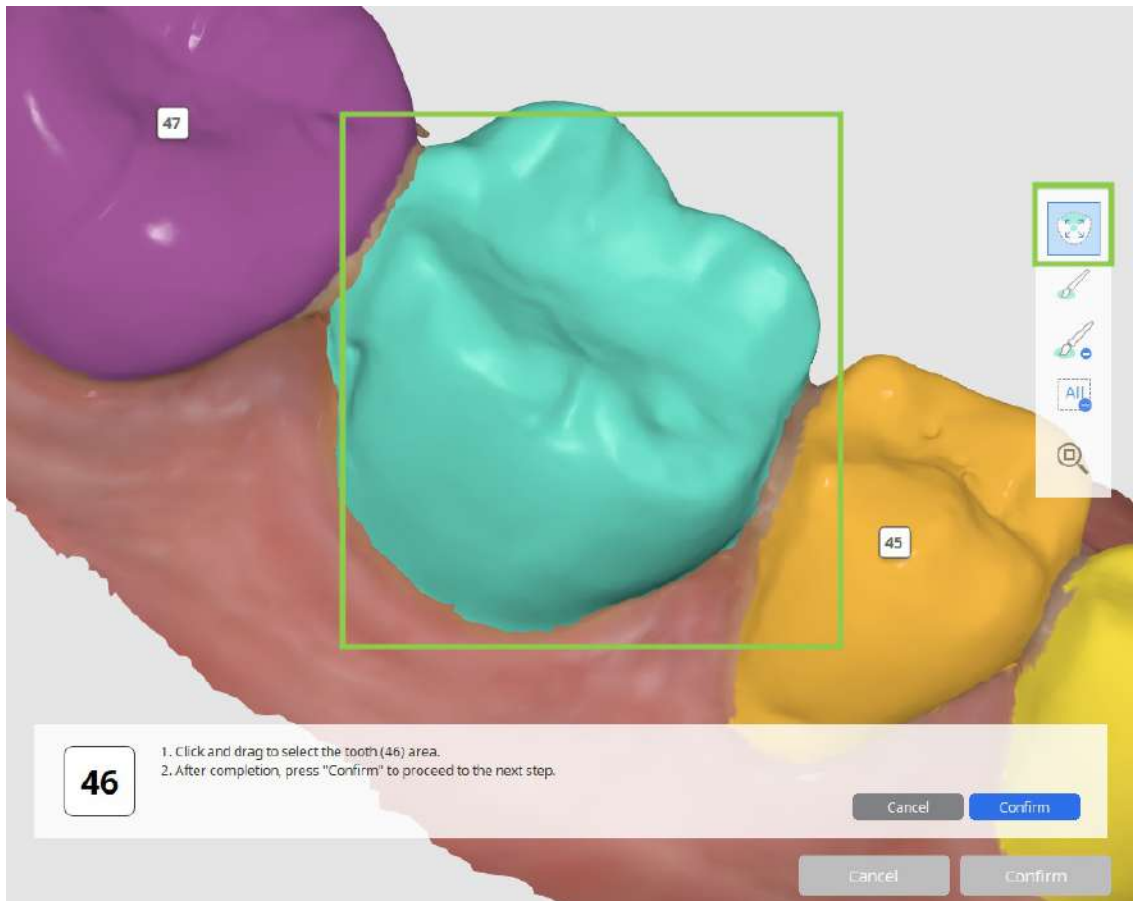 47
All
45
46
1. Click and drag to select the tooth (46) area.
2. After completion, press "Confirm" to proceed to the next step.
Cancel Confirm
Cancel Confirm